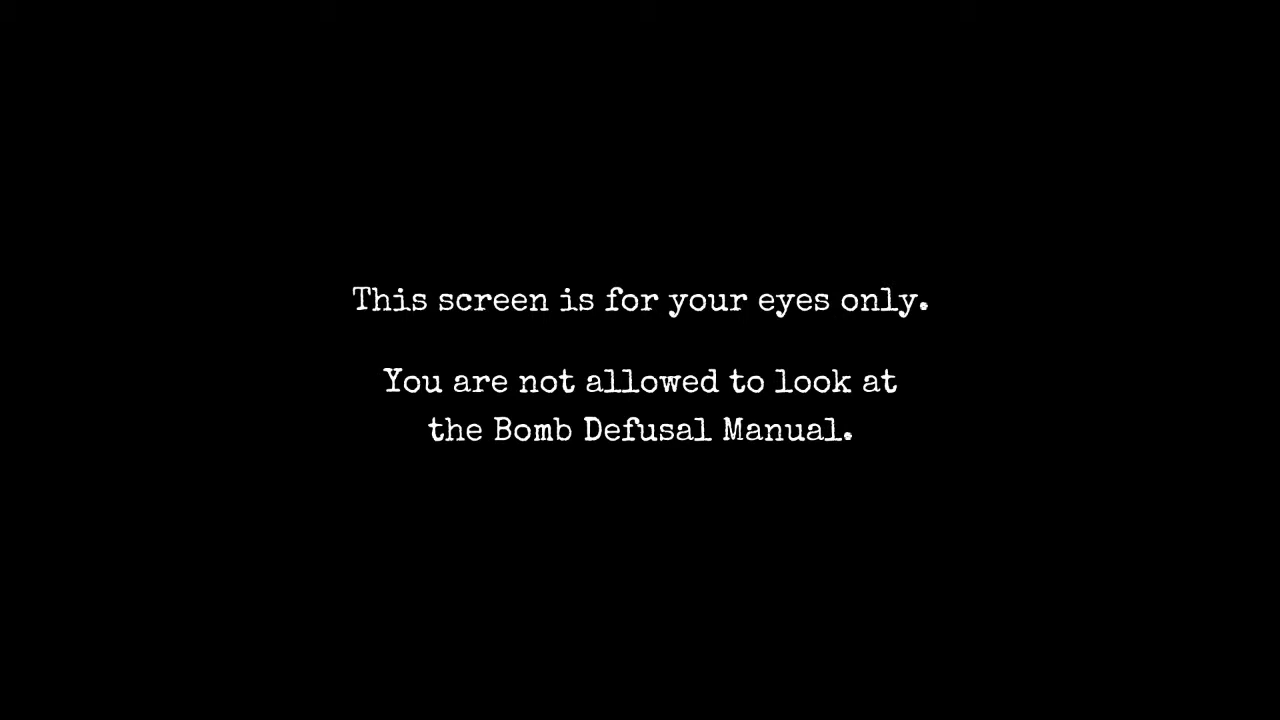 This screen is for your eyes only.
You are not allowed to look at
the Bomb Defusal Manual.